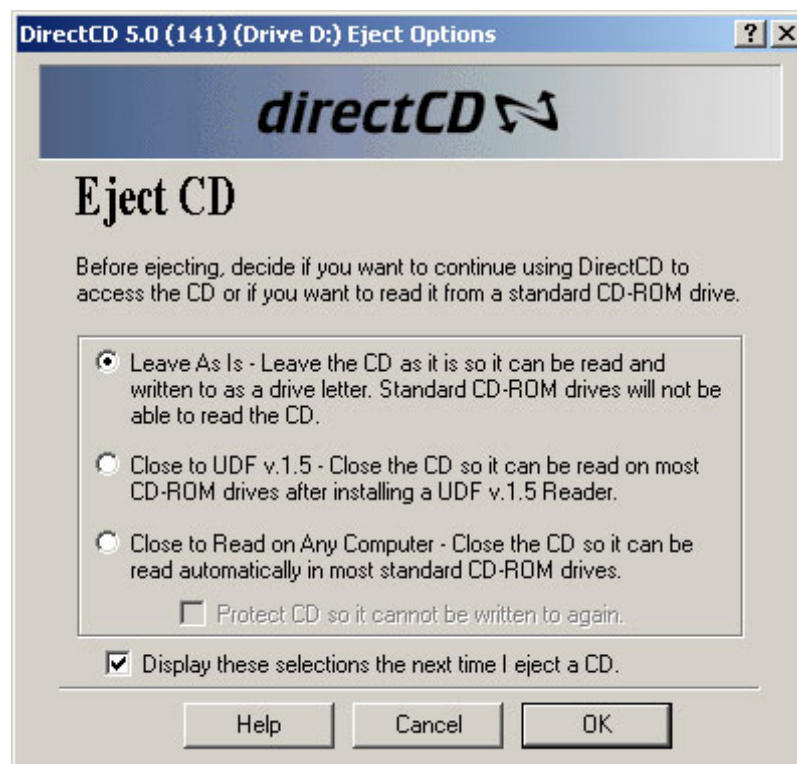 DirectCD 5.0 (141) (Drive D:) Eject Options
directCD
Eject CD
Before ejecting, decide if you want to continue using DirectCD to
access the CD or if you want to read it from a standard CD-ROM drive.
Leave As Is - Leave the CD as it is so it can be read and
written to as a drive letter. Standard CD-ROM drives will not be
able to read the CD.
Close to UDF v.1.5 - Close the CD so it can be read on most
CD-ROM drives after installing a UDF v.1.5 Reader.
Close to Read on Any Computer - Close the CD so it can be
read automatically in most standard CD-ROM drives.
Protect CD so it cannot be written to again.
Display these selections the next time I eject a CD.
Help Cancel OK